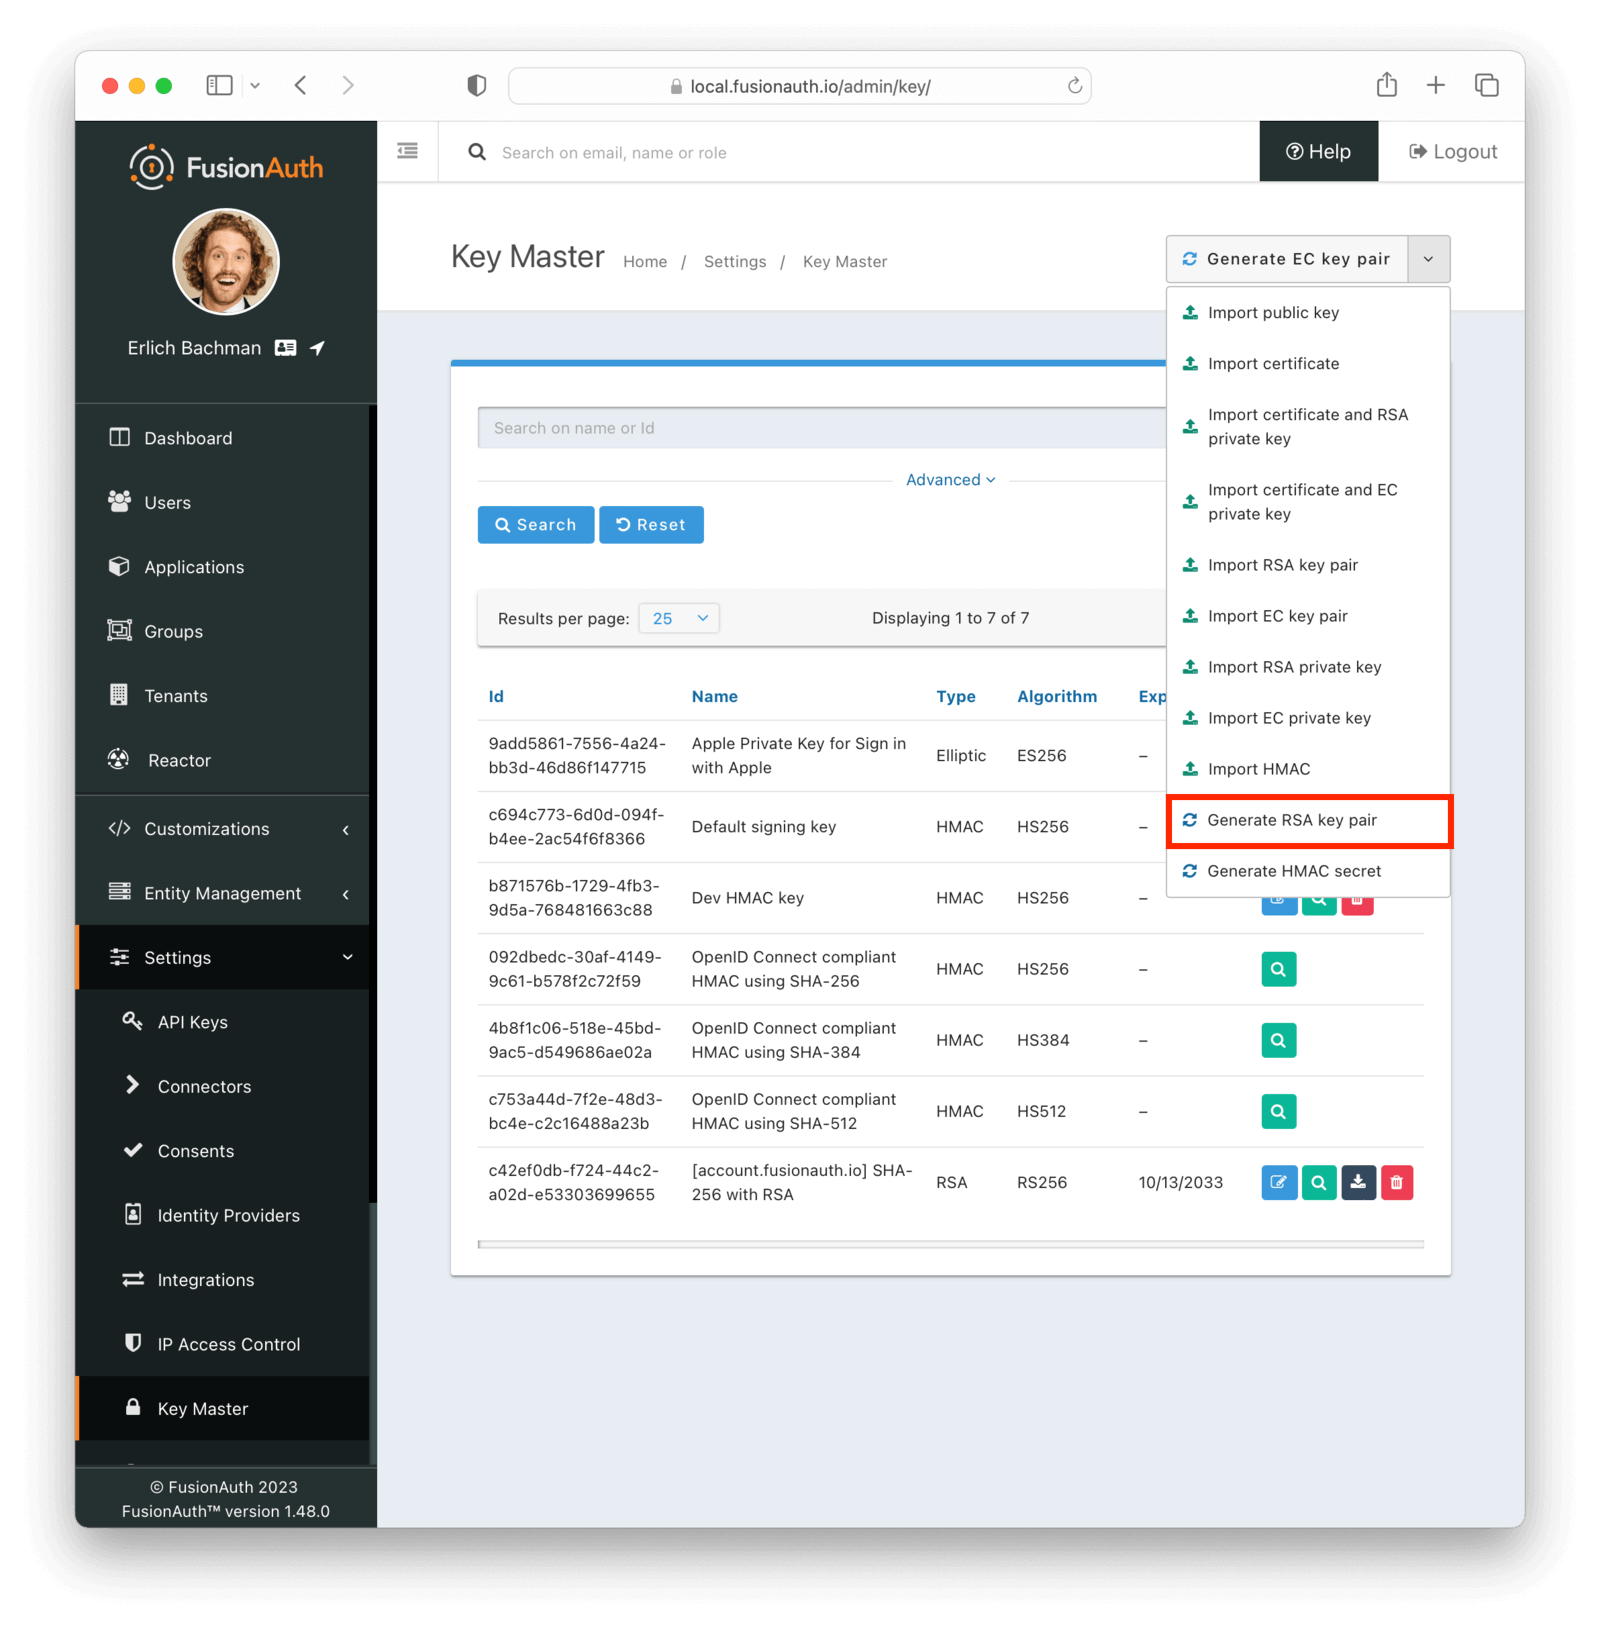 local.fusionauth.io/admin/key/
FusionAuth
Search on email, name or role
Help
Logout
Erlich Bachman
Key Master
Home / Settings / Key Master
Generate EC key pair
Import public key
Import certificate
Import certificate and RSA
private key
Import certificate and EC
private key
Import RSA key pair
Import EC key pair
Import RSA private key
Import EC private key
Import HMAC
Generate RSA key pair
Generate HMAC secret
Dashboard
Users
Applications
Groups
Tenants
Reactor
Customizations
Entity Management
Settings
API Keys
Connectors
Consents
Identity Providers
Integrations
IP Access Control
Key Master
© FusionAuth 2023
FusionAuth™ version 1.48.0
Search on name or Id
Advanced
Search
Reset
Results per page: 25
Displaying 1 to 7 of 7
Id Name Type Algorithm Exp
9add5861-7556-4a24-
bb3d-46d86f147715
Apple Private Key for Sign in
with Apple
Elliptic ES256 –
c694c773-6d0d-094f-
b4ee-2ac54f6f8366
Default signing key
HMAC HS256 –
b871576b-1729-4fb3-
9d5a-768481663c88
Dev HMAC key
HMAC HS256 –
092dbedc-30af-4149-
9c61-b578f2c72f59
OpenID Connect compliant
HMAC using SHA-256
HMAC HS256 –
4b8f1c06-518e-45bd-
9ac5-d549686ae02a
OpenID Connect compliant
HMAC using SHA-384
HMAC HS384 –
c753a44d-7f2e-48d3-
bc4e-c2c16488a23b
OpenID Connect compliant
HMAC using SHA-512
HMAC HS512 –
c42ef0db-f724-44c2-
a02d-e53303699655
[account.fusionauth.io] SHA-
256 with RSA
RSA RS256 10/13/2033